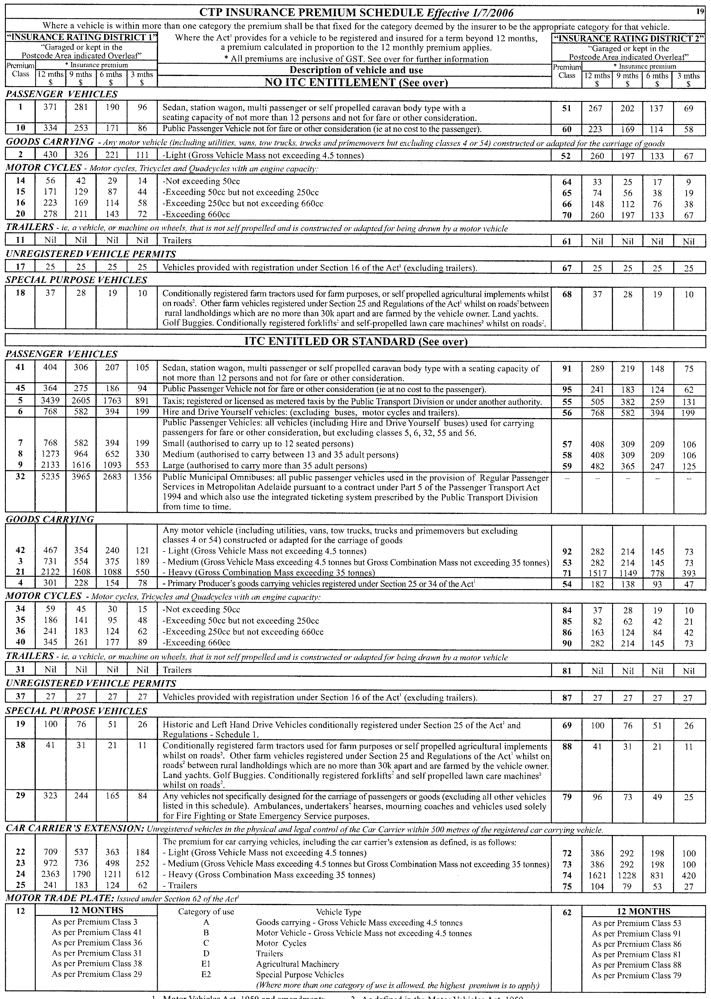 CTP INSURANCE PREMIUM SCHEDULE Effective 1/7/2006 19
Where a vehicle is within more than one category the premium shall be that fixed for the category deemed by the insurer to be the appropriate category for that vehicle.
"INSURANCE RATING DISTRICT 1"
"Garaged or kept in the
Postcode Area indicated Overleaf"
Premium Class * Insurance premium
12 mths $ 9 mths $ 6 mths $ 3 mths $
Where the Act¹ provides for a vehicle to be registered and insured for a term beyond 12 months,
a premium calculated in proportion to the 12 monthly premium applies.
* All premiums are inclusive of GST. See over for further information
Description of vehicle and use
NO ITC ENTITLEMENT (See over)
"INSURANCE RATING DISTRICT 2"
"Garaged or kept in the
Postcode Area indicated Overleaf"
Premium Class * Insurance premium
12 mths $ 9 mths $ 6 mths $ 3 mths $
PASSENGER VEHICLES
1 371 281 190 96 Sedan, station wagon, multi passenger or self propelled caravan body type with a 51 267 202 137 69
seating capacity of not more than 12 persons and not for fare or other consideration.
10 334 253 171 86 Public Passenger Vehicle not for fare or other consideration (ie at no cost to the passenger). 60 223 169 114 58
GOODS CARRYING - Any motor vehicle (including utilities, vans, tow trucks, trucks and primemovers but excluding classes 4 or 54) constructed or adapted for the carriage of goods
2 430 326 221 111 -Light (Gross Vehicle Mass not exceeding 4.5 tonnes) 52 260 197 133 67
MOTOR CYCLES - Motor cycles, Tricycles and Quadcycles with an engine capacity:
14 56 42 29 14 -Not exceeding 50cc 64 33 25 17 9
15 171 129 87 44 -Exceeding 50cc but not exceeding 250cc 65 74 56 38 19
16 223 169 114 58 -Exceeding 250cc but not exceeding 660cc 66 148 112 76 38
20 278 211 143 72 -Exceeding 660cc 70 260 197 133 67
TRAILERS - ie, a vehicle, or machine on wheels, that is not self propelled and is constructed or adapted for being drawn by a motor vehicle
11 Nil Nil Nil Nil Trailers 61 Nil Nil Nil Nil
UNREGISTERED VEHICLE PERMITS
17 25 25 25 25 Vehicles provided with registration under Section 16 of the Act¹ (excluding trailers). 67 25 25 25 25
SPECIAL PURPOSE VEHICLES
18 37 28 19 10 Conditionally registered farm tractors used for farm purposes, or self propelled agricultural implements whilst 68 37 28 19 10
on roads². Other farm vehicles registered under Section 25 and Regulations of the Act¹ whilst on roads² between
rural landholdings which are no more than 30k apart and are farmed by the vehicle owner. Land yachts.
Golf Buggies. Conditionally registered forklifts² and self-propelled lawn care machines² whilst on roads².
ITC ENTITLED OR STANDARD (See over)
PASSENGER VEHICLES
41 404 306 207 105 Sedan, station wagon, multi passenger or self propelled caravan body type with a seating capacity of 91 289 219 148 75
not more than 12 persons and not for fare or other consideration.
45 364 275 186 94 Public Passenger Vehicle not for fare or other consideration (ie at no cost to the passenger). 95 241 183 124 62
5 3439 2605 1763 891 Taxis; registered or licensed as metered taxis by the Public Transport Division or under another authority. 55 505 382 259 131
6 768 582 394 199 Hire and Drive Yourself vehicles: (excluding buses, motor cycles and trailers). 56 768 582 394 199
Public Passenger Vehicles: all vehicles (including Hire and Drive Yourself buses) used for carrying
passengers for fare or other consideration, but excluding classes 5, 6, 32, 55 and 56.
7 768 582 394 199 Small (authorised to carry up to 12 seated persons) 57 408 309 209 106
8 1273 964 652 330 Medium (authorised to carry between 13 and 35 adult persons) 58 408 309 209 106
9 2133 1616 1093 553 Large (authorised to carry more than 35 adult persons) 59 482 365 247 125
32 5235 3965 2683 1356 Public Municipal Omnibuses: all public passenger vehicles used in the provision of Regular Passenger – – – – –
Services in Metropolitan Adelaide pursuant to a contract under Part 5 of the Passenger Transport Act
1994 and which also use the integrated ticketing system prescribed by the Public Transport Division
from time to time.
GOODS CARRYING
Any motor vehicle (including utilities, vans, tow trucks, trucks and primemovers but excluding
classes 4 or 54) constructed or adapted for the carriage of goods
42 467 354 240 121 - Light (Gross Vehicle Mass not exceeding 4.5 tonnes) 92 282 214 145 73
3 731 554 375 189 - Medium (Gross Vehicle Mass exceeding 4.5 tonnes but Gross Combination Mass not exceeding 35 tonnes) 53 282 214 145 73
21 2122 1608 1088 550 - Heavy (Gross Combination Mass exceeding 35 tonnes) 71 1517 1149 778 393
4 301 228 154 78 - Primary Producer's goods carrying vehicles registered under Section 25 or 34 of the Act¹ 54 182 138 93 47
MOTOR CYCLES - Motor cycles, Tricycles and Quadcycles with an engine capacity:
34 59 45 30 15 -Not exceeding 50cc 84 37 28 19 10
35 186 141 95 48 -Exceeding 50cc but not exceeding 250cc 85 82 62 42 21
36 241 183 124 62 -Exceeding 250cc but not exceeding 660cc 86 163 124 84 42
40 345 261 177 89 -Exceeding 660cc 90 282 214 145 73
TRAILERS - ie, a vehicle, or machine on wheels, that is not self propelled and is constructed or adapted for being drawn by a motor vehicle
31 Nil Nil Nil Nil Trailers 81 Nil Nil Nil Nil
UNREGISTERED VEHICLE PERMITS
37 27 27 27 27 Vehicles provided with registration under Section 16 of the Act¹ (excluding trailers). 87 27 27 27 27
SPECIAL PURPOSE VEHICLES
19 100 76 51 26 Historic and Left Hand Drive Vehicles conditionally registered under Section 25 of the Act¹ and 69 100 76 51 26
Regulations - Schedule 1.
38 41 31 21 11 Conditionally registered farm tractors used for farm purposes or self propelled agricultural implements 88 41 31 21 11
whilst on roads². Other farm vehicles registered under Section 25 and Regulations of the Act¹ whilst on
roads² between rural landholdings which are no more than 30k apart and are farmed by the vehicle owner.
Land yachts. Golf Buggies. Conditionally registered forklifts² and self propelled lawn care machines²
whilst on roads².
29 323 244 165 84 Any vehicles not specifically designed for the carriage of passengers or goods (excluding all other vehicles 79 96 73 49 25
listed in this schedule). Ambulances, undertakers' hearses, mourning coaches and vehicles used solely
for Fire Fighting or State Emergency Service purposes.
CAR CARRIER'S EXTENSION: Unregistered vehicles in the physical and legal control of the Car Carrier within 500 metres of the registered car carrying vehicle.
The premium for car carrying vehicles, including the car carrier's extension as defined, is as follows:
22 709 537 363 184 - Light (Gross Vehicle Mass not exceeding 4.5 tonnes) 72 386 292 198 100
23 972 736 498 252 - Medium (Gross Vehicle Mass exceeding 4.5 tonnes but Gross Combination Mass not exceeding 35 tonnes) 73 386 292 198 100
24 2363 1790 1211 612 - Heavy (Gross Combination Mass exceeding 35 tonnes) 74 1621 1228 831 420
25 241 183 124 62 - Trailers 75 104 79 53 27
MOTOR TRADE PLATE: Issued under Section 62 of the Act¹
12 12 MONTHS Category of use Vehicle Type 62 12 MONTHS
As per Premium Class 3 A Goods carrying - Gross Vehicle Mass exceeding 4.5 tonnes As per Premium Class 53
As per Premium Class 41 B Motor Vehicle - Gross Vehicle Mass not exceeding 4.5 tonnes As per Premium Class 91
As per Premium Class 36 C Motor Cycles As per Premium Class 86
As per Premium Class 31 D Trailers As per Premium Class 81
As per Premium Class 38 E1 Agricultural Machinery As per Premium Class 88
As per Premium Class 29 E2 Special Purpose Vehicles As per Premium Class 79
(Where more than one category of use is allowed, the highest premium is to apply)
1 Motor Vehicles Act, 1959 and amendments 2 As defined in the Motor Vehicles Act, 1959